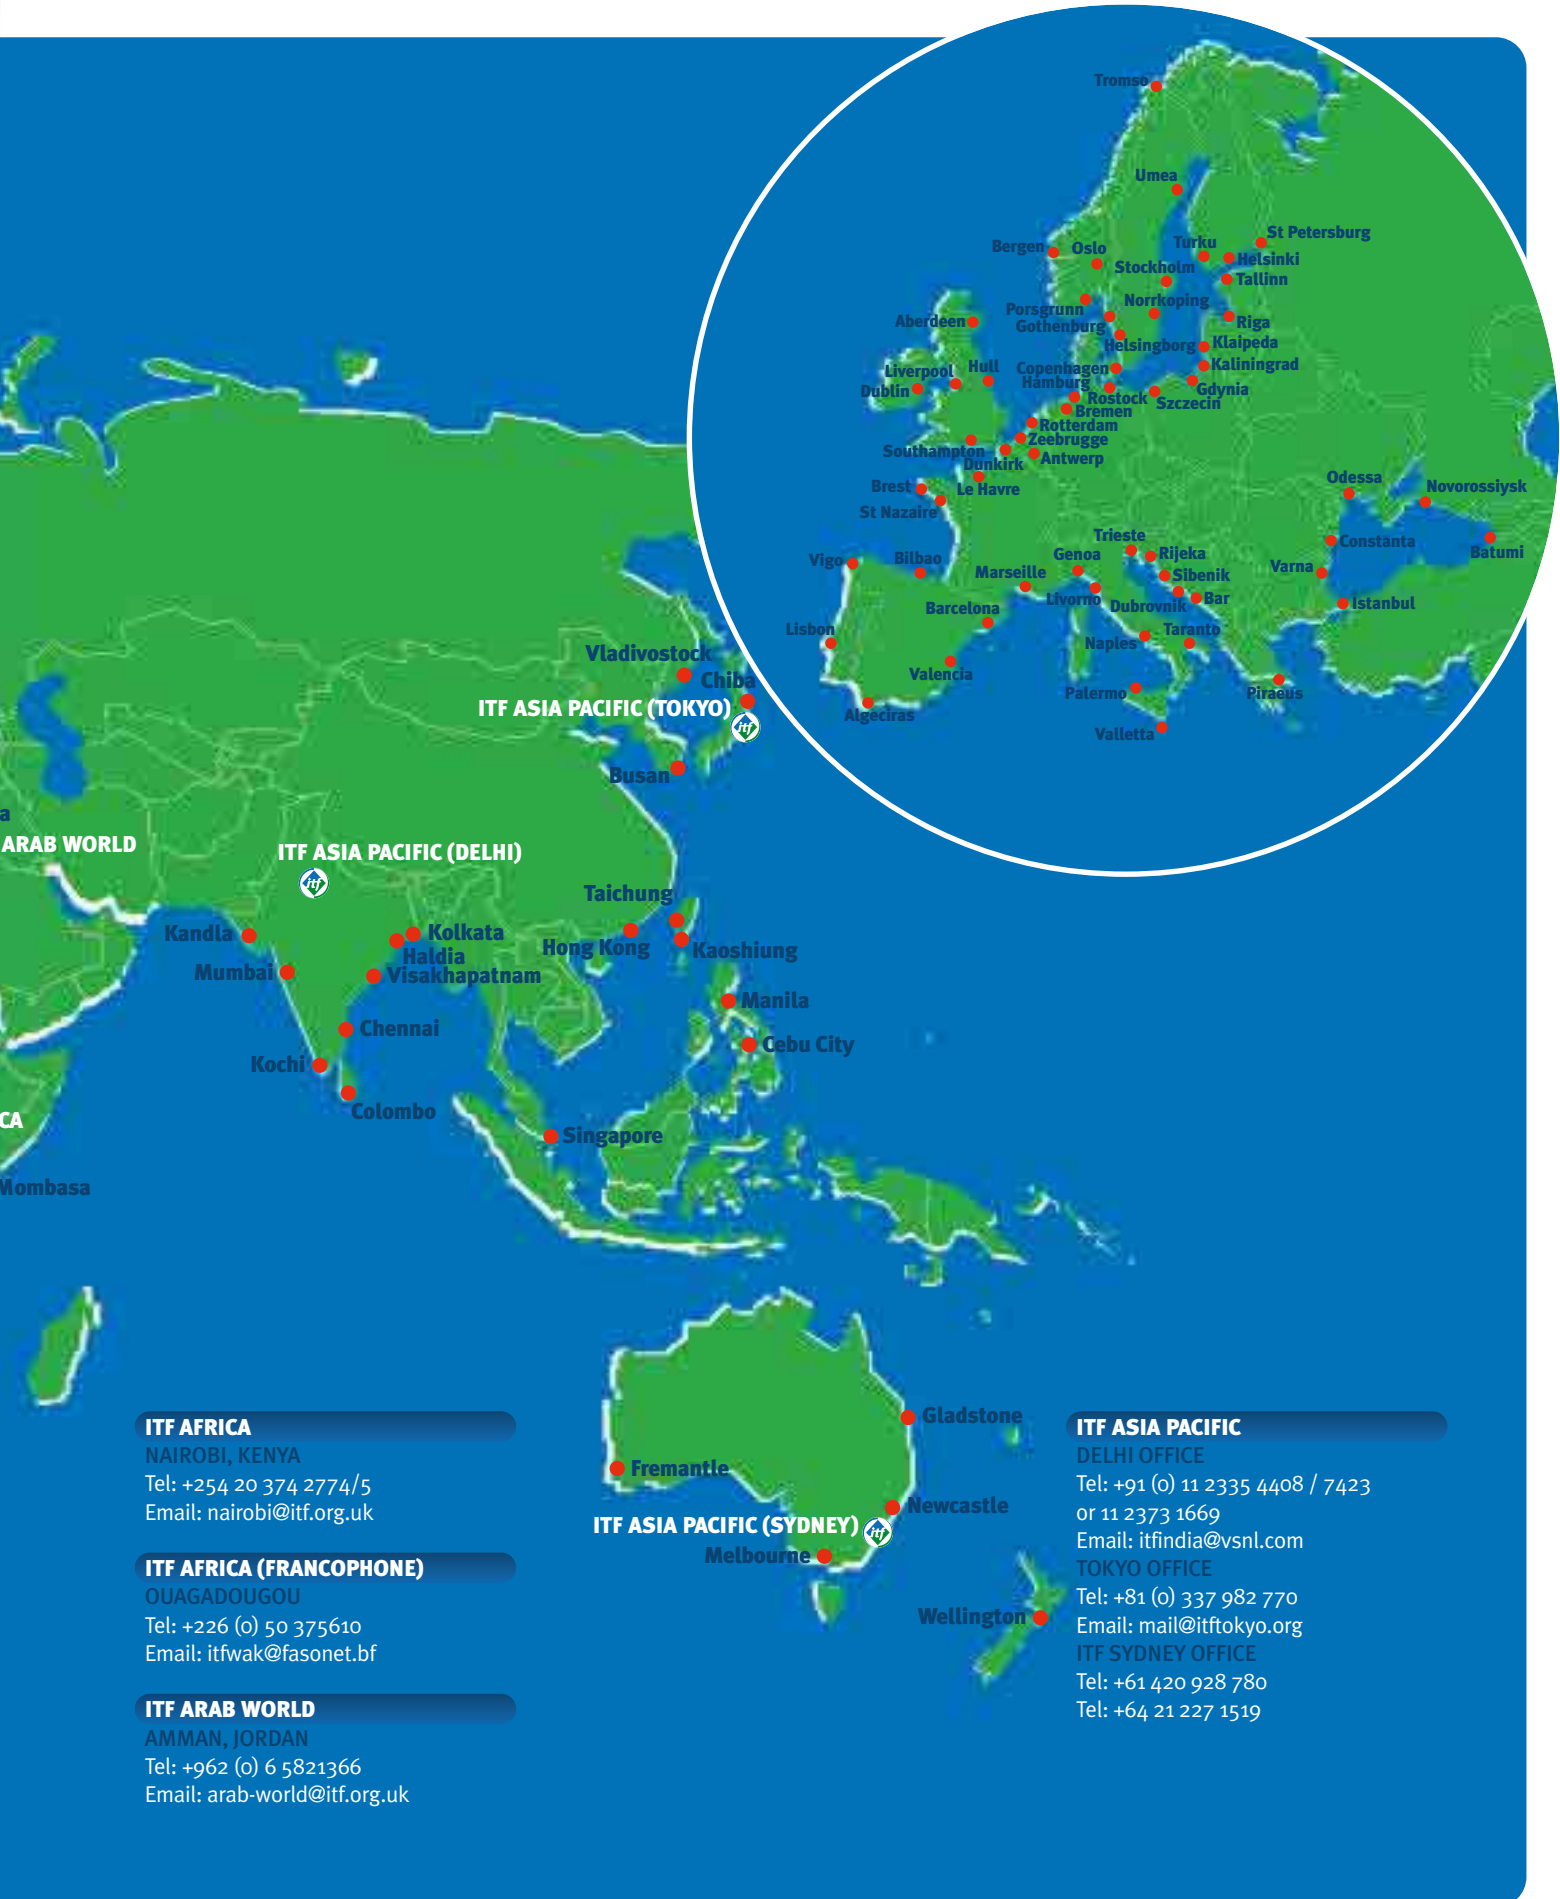 Tromso
Umea
St Petersburg
Bergen
Oslo
Turku
Helsinki
Stockholm
Tallinn
Porsgrunn
Norrkoping
Aberdeen
Gothenburg
Riga
Helsingborg
Klaipeda
Liverpool
Hull
Copenhagen
Kaliningrad
Dublin
Hamburg
Rostock
Gdynia
Szczecin
Bremen
Rotterdam
Zeebrugge
Southampton
Dunkirk
Antwerp
Brest
Le Havre
Odessa
Novorossiysk
St Nazaire
Trieste
Constanta
Vigo
Bilbao
Genoa
Rijeka
Batumi
Marseille
Sibenik
Varna
Barcelona
Livorno
Dubrovnik
Bar
Istanbul
Lisbon
Naples
Taranto
Valencia
Palermo
Piraeus
Algeciras
Valletta
Vladivostock
Chiba
ITF ASIA PACIFIC (TOKYO)
itf
Busan
a
ARAB WORLD
ITF ASIA PACIFIC (DELHI)
itf
Taichung
Kandla
Kolkata
Hong Kong
Kaoshiung
Haldia
Mumbai
Visakhapatnam
Manila
Chennai
Cebu City
Kochi
Colombo
CA
Singapore
Mombasa
Gladstone
Fremantle
Newcastle
ITF ASIA PACIFIC (SYDNEY)
itf
Melbourne
Wellington
ITF AFRICA
NAIROBI, KENYA
Tel: +254 20 374 2774/5
Email: nairobi@itf.org.uk
ITF AFRICA (FRANCOPHONE)
OUAGADOUGOU
Tel: +226 (0) 50 375610
Email: itfwak@fasonet.bf
ITF ARAB WORLD
AMMAN, JORDAN
Tel: +962 (0) 6 5821366
Email: arab-world@itf.org.uk
ITF ASIA PACIFIC
DELHI OFFICE
Tel: +91 (0) 11 2335 4408 / 7423
or 11 2373 1669
Email: itfindia@vsnl.com
TOKYO OFFICE
Tel: +81 (0) 337 982 770
Email: mail@itftokyo.org
ITF SYDNEY OFFICE
Tel: +61 420 928 780
Tel: +64 21 227 1519